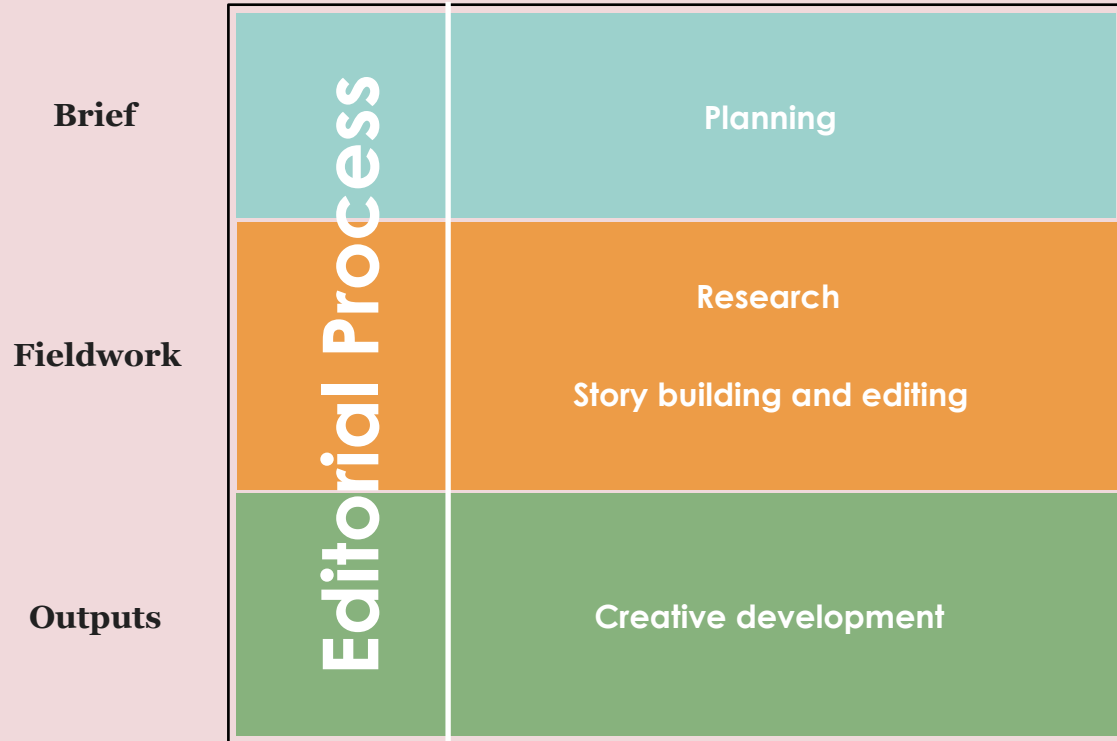 Brief
Planning
Editorial Process
Fieldwork
Research
Story building and editing
Outputs
Creative development